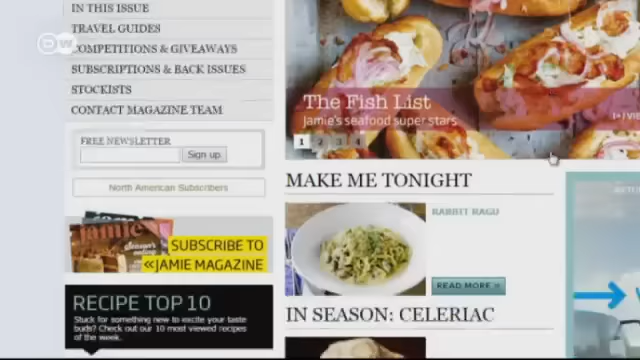 DW
IN THIS ISSUE
TRAVEL GUIDES
COMPETITIONS & GIVEAWAYS
SUBSCRIPTIONS & BACK ISSUES
STOCKISTS
CONTACT MAGAZINE TEAM
FREE NEWSLETTER
Sign up
North American Subscribers
jamie
SUBSCRIBE TO
«JAMIE MAGAZINE
RECIPE TOP 10
Stuck for something new to excite your taste
buds? Check out our 10 most viewed recipes
of the week.
The Fish List
Jamie's seafood super stars
1 2 3 4
MAKE ME TONIGHT
RABBIT RAGU
READ MORE »
IN SEASON: CELERIAC